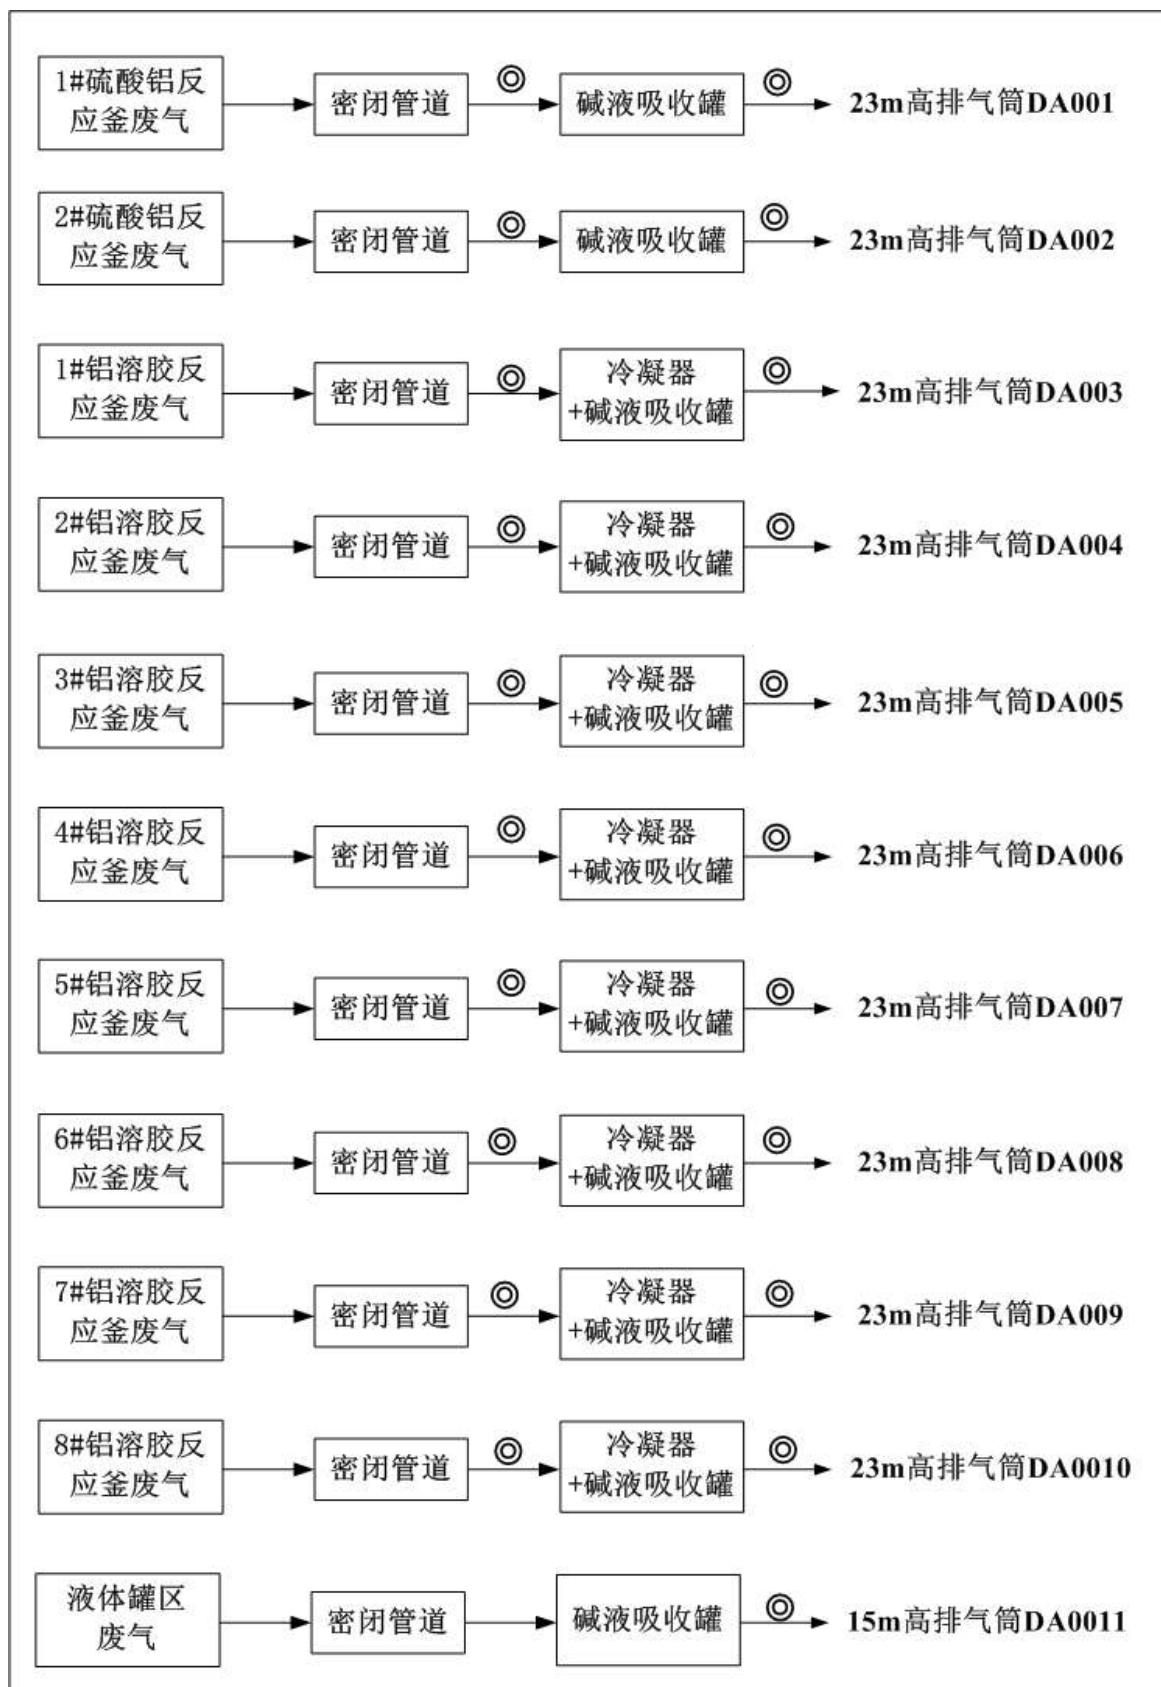 1#硫酸铝反
应釜废气
密闭管道
碱液吸收罐
23m高排气筒DA001
2#硫酸铝反
应釜废气
密闭管道
碱液吸收罐
23m高排气筒DA002
1#铝溶胶反
应釜废气
密闭管道
冷凝器
+碱液吸收罐
23m高排气筒DA003
2#铝溶胶反
应釜废气
密闭管道
冷凝器
+碱液吸收罐
23m高排气筒DA004
3#铝溶胶反
应釜废气
密闭管道
冷凝器
+碱液吸收罐
23m高排气筒DA005
4#铝溶胶反
应釜废气
密闭管道
冷凝器
+碱液吸收罐
23m高排气筒DA006
5#铝溶胶反
应釜废气
密闭管道
冷凝器
+碱液吸收罐
23m高排气筒DA007
6#铝溶胶反
应釜废气
密闭管道
冷凝器
+碱液吸收罐
23m高排气筒DA008
7#铝溶胶反
应釜废气
密闭管道
冷凝器
+碱液吸收罐
23m高排气筒DA009
8#铝溶胶反
应釜废气
密闭管道
冷凝器
+碱液吸收罐
23m高排气筒DA0010
液体罐区
废气
密闭管道
碱液吸收罐
15m高排气筒DA0011